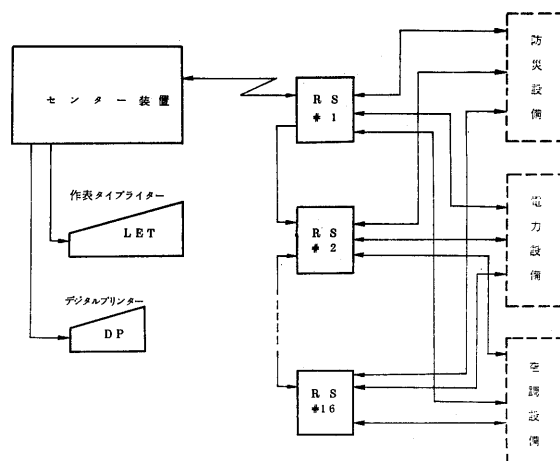 センター装置
作表タイプライター
LET
デジタルプリンター
DP
RS
#1
RS
#2
RS
#16
防災設備
電力設備
空調設備